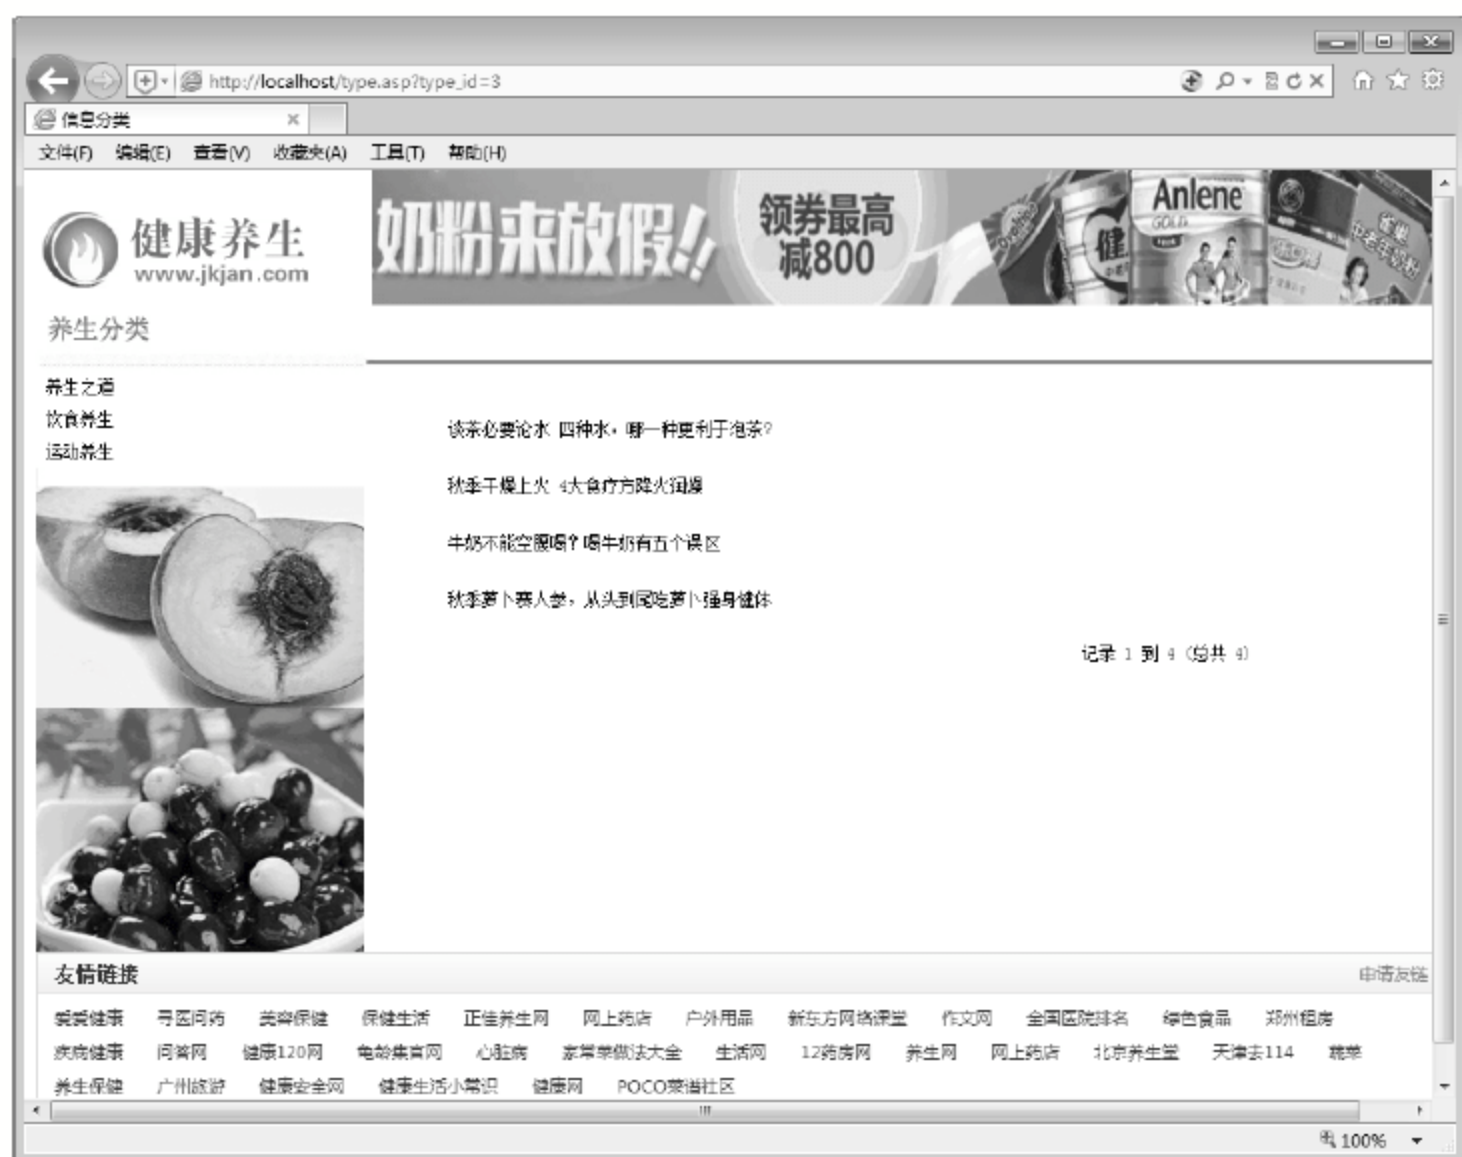 http://localhost/type.asp?type_id=3
信息分类
文件(F) 编辑(E) 查看(V) 收藏夹(A) 工具(T) 帮助(H)
健康养生
www.jkjan.com
奶粉来放假!!
领券最高
减800
Anlene
GOLD
养生分类
养生之道
饮食养生
运动养生
谈茶必要论水 四种水，哪一种更利于泡茶?
秋季干燥上火 4大食疗方降火润燥
牛奶不能空腹喝? 喝牛奶有五个误区
秋季萝卜赛人参，从头到尾吃萝卜强身健体
记录 1 到 4 (总共 4)
友情链接 申请友链
爱爱健康 寻医问药 美容保健 保健生活 正佳养生网 网上药店 户外用品 新东方网络课堂 作文网 全国医院排名 绿色食品 郑州租房
疾病健康 问答网 健康120网 龟龄集官网 心脏病 家常菜做法大全 生活网 12药房网 养生网 网上药店 北京养生堂 天津去114 蔬菜
养生保健 广州旅游 健康安全网 健康生活小常识 健康网 POCO菜谱社区
100%